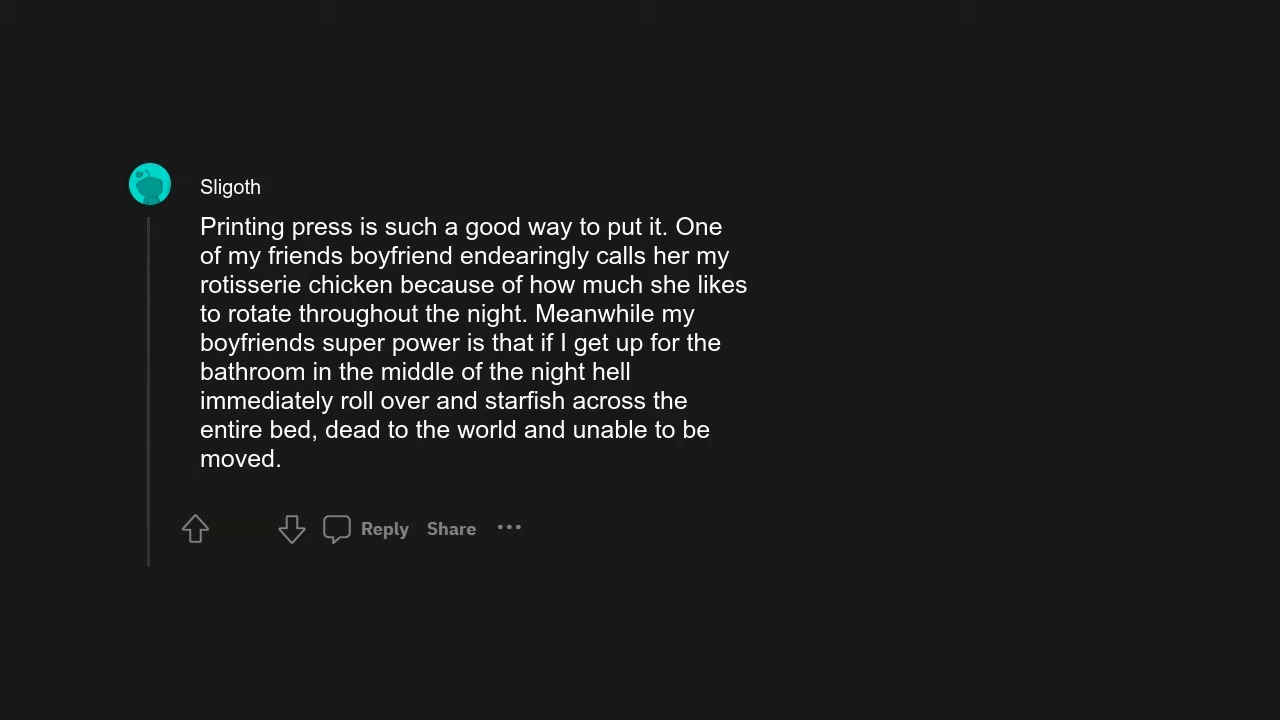 Sligoth
Printing press is such a good way to put it. One
of my friends boyfriend endearingly calls her my
rotisserie chicken because of how much she likes
to rotate throughout the night. Meanwhile my
boyfriends super power is that if I get up for the
bathroom in the middle of the night hell
immediately roll over and starfish across the
entire bed, dead to the world and unable to be
moved.
Reply Share